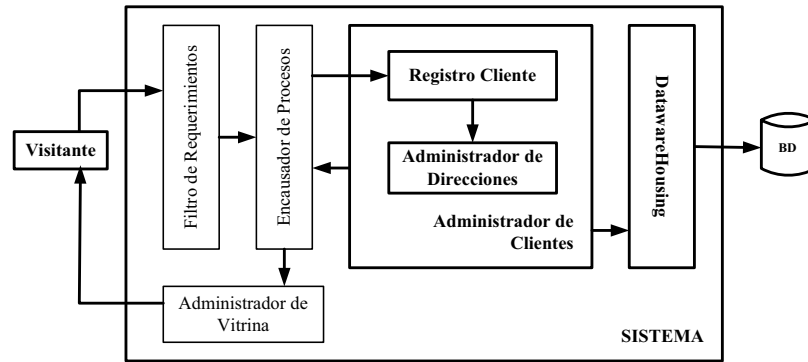 Visitante
Filtro de Requerimientos
Encausador de Procesos
Registro Cliente
Administrador de
Direcciones
Administrador de
Clientes
DatawareHousing
BD
Administrador de
Vitrina
SISTEMA